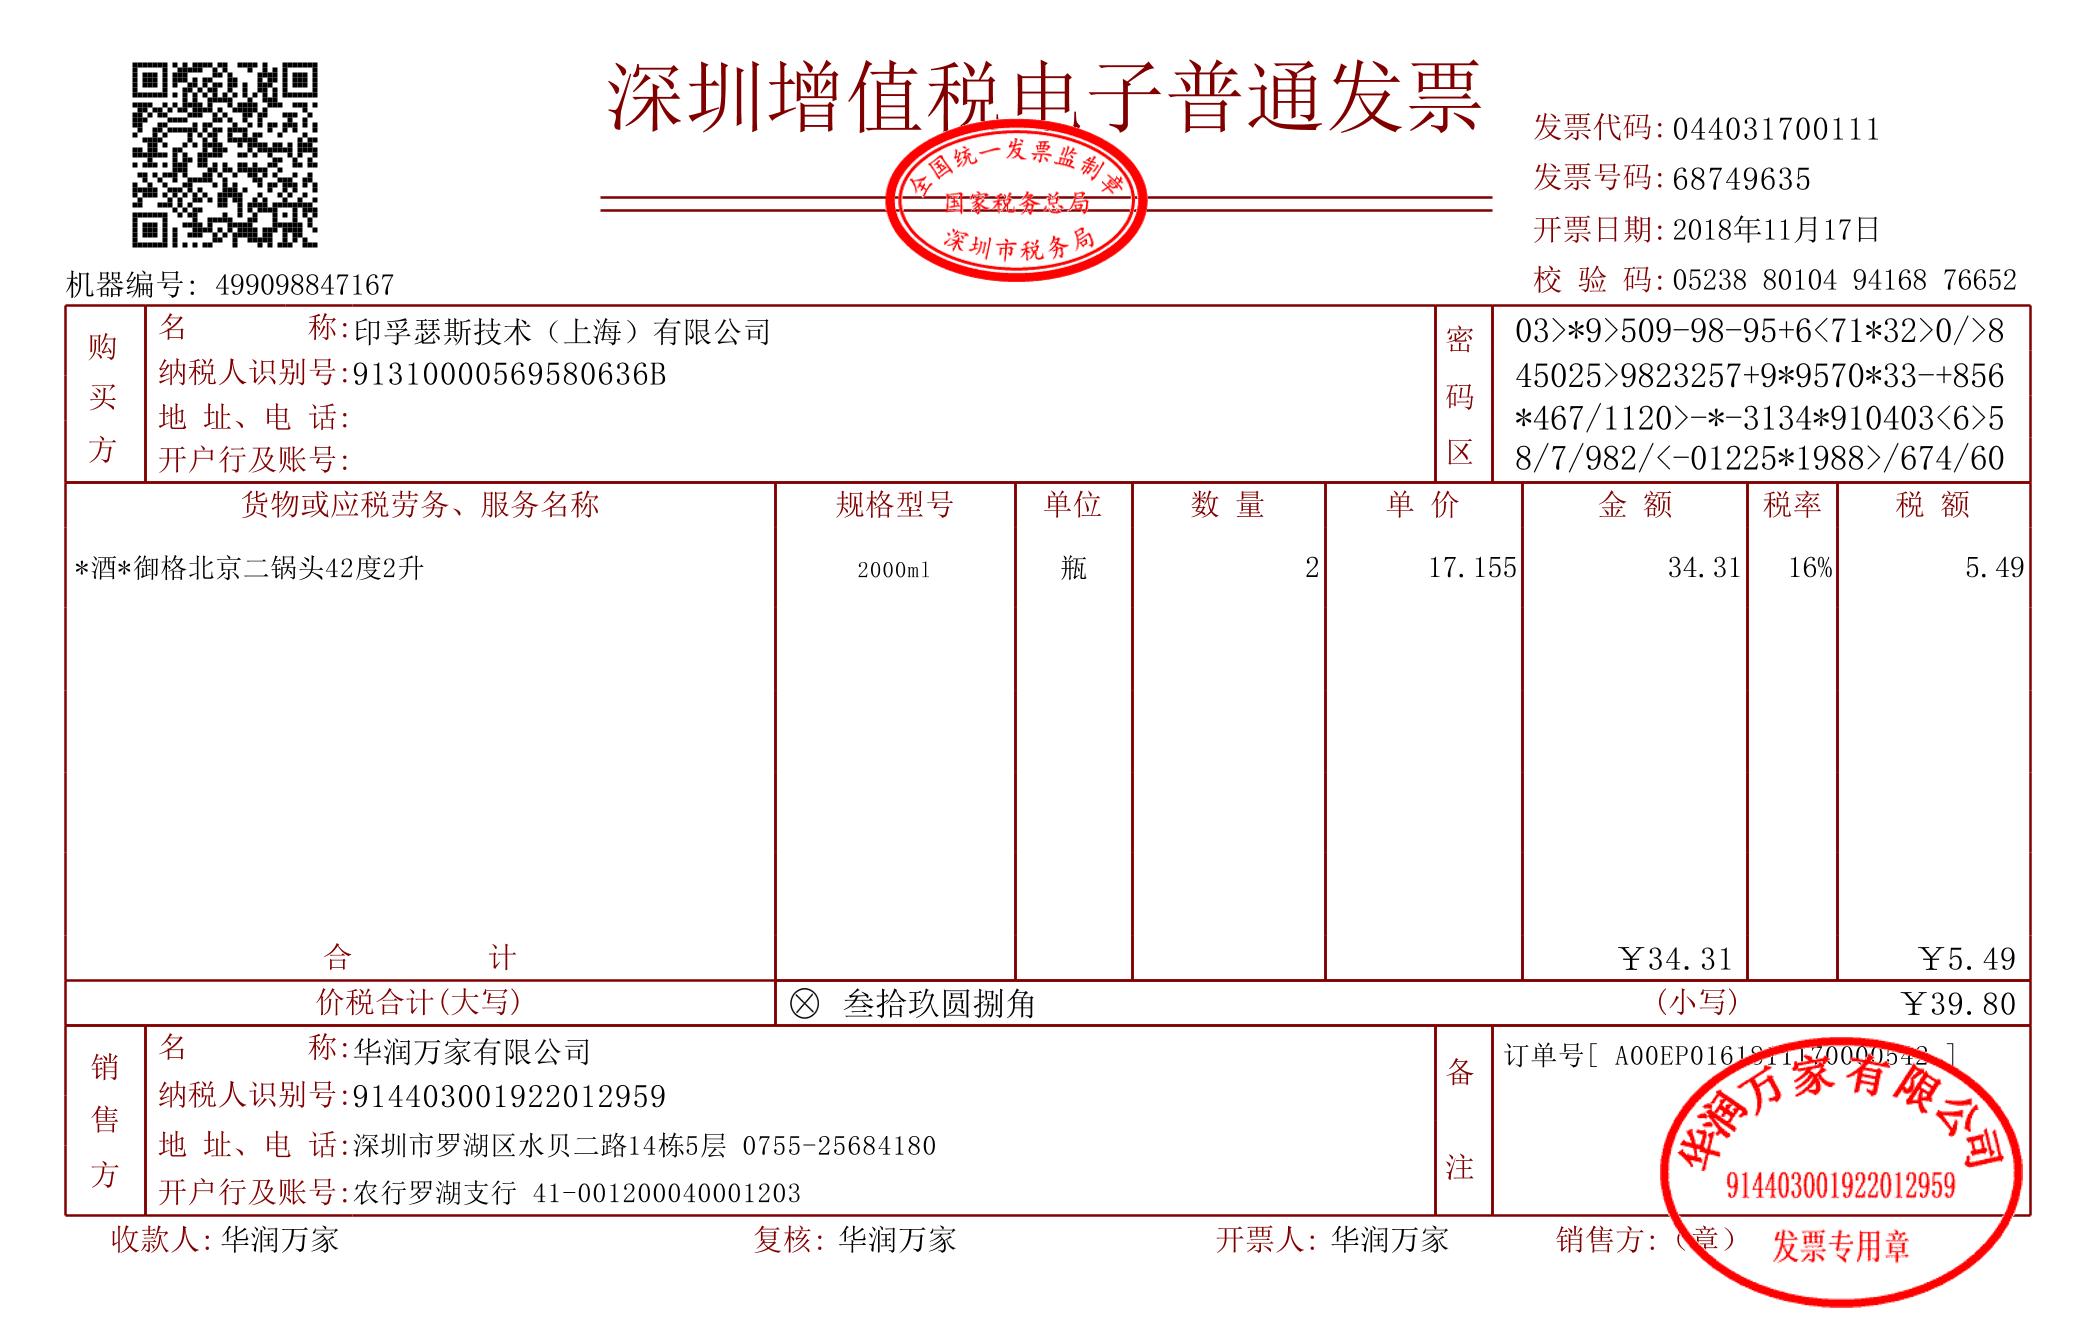 深圳增值税电子普通发票
全国统一发票监制章
国家税务总局
深圳市税务局
发票代码: 044031700111
发票号码: 68749635
开票日期: 2018年11月17日
校 验 码: 05238 80104 94168 76652
机器编号: 499098847167
购买方
名 称: 印孚瑟斯技术（上海）有限公司
纳税人识别号: 91310000569580636B
地 址、电 话:
开户行及账号:
密码区
03>*9>509-98-95+6<71*32>0/>8
45025>9823257+9*9570*33-+856
*467/1120>-*-3134*910403<6>5
8/7/982/<-01225*1988>/674/60
货物或应税劳务、服务名称 规格型号 单位 数 量 单 价 金 额 税率 税 额
*酒*御格北京二锅头42度2升 2000ml 瓶 2 17.155 34.31 16% 5.49
合 计 ￥34.31 ￥5.49
价税合计(大写) ⊗ 叁拾玖圆捌角 (小写) ￥39.80
销售方
名 称: 华润万家有限公司
纳税人识别号: 914403001922012959
地 址、电 话: 深圳市罗湖区水贝二路14栋5层 0755-25684180
开户行及账号: 农行罗湖支行 41-001200040001203
备注
订单号[ A00EP0161811170000542 ]
华润万家有限公司
914403001922012959
发票专用章
收款人: 华润万家 复核: 华润万家 开票人: 华润万家 销售方:（章）